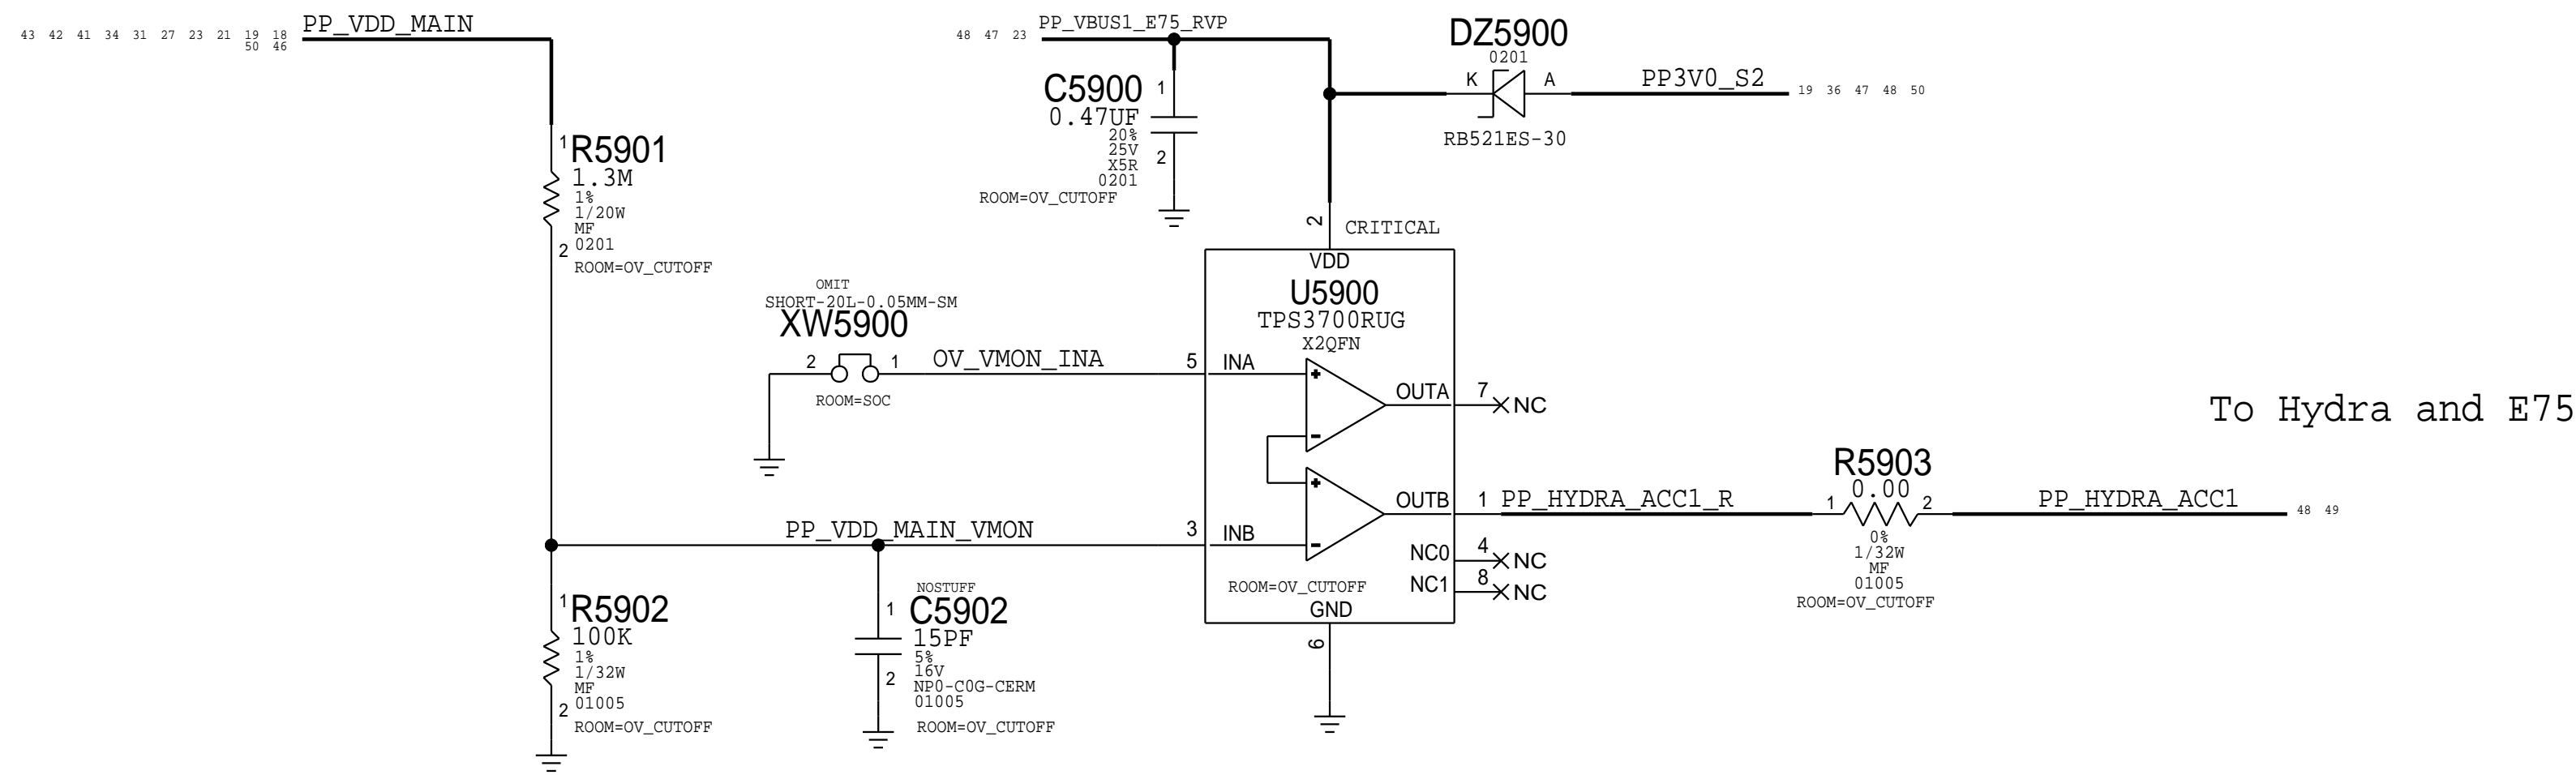 43 42 41 34 31 27 23 21 19 18
50 46
PP_VDD_MAIN
1
R5901
1.3M
1%
1/20W
MF
2
0201
ROOM=OV_CUTOFF
48 47 23
PP_VBUS1_E75_RVP
C5900
1
0.47UF
20%
25V
X5R
2
0201
ROOM=OV_CUTOFF
DZ5900
0201
K
A
RB521ES-30
PP3V0_S2
19 36 47 48 50
2
CRITICAL
VDD
U5900
TPS3700RUG
X2QFN
OMIT
SHORT-20L-0.05MM-SM
XW5900
2
1
ROOM=SOC
OV_VMON_INA
5
INA
+
-
OUTA
7
NC
To Hydra and E75
+
-
OUTB
1
PP_HYDRA_ACC1_R
R5903
0.00
1
2
0%
1/32W
MF
01005
ROOM=OV_CUTOFF
PP_HYDRA_ACC1
48 49
PP_VDD_MAIN_VMON
3
INB
NC0
4
NC
NC1
8
NC
ROOM=OV_CUTOFF
GND
6
1
R5902
100K
1%
1/32W
MF
2
01005
ROOM=OV_CUTOFF
NOSTUFF
1
C5902
15PF
5%
16V
2
NP0-C0G-CERM
01005
ROOM=OV_CUTOFF